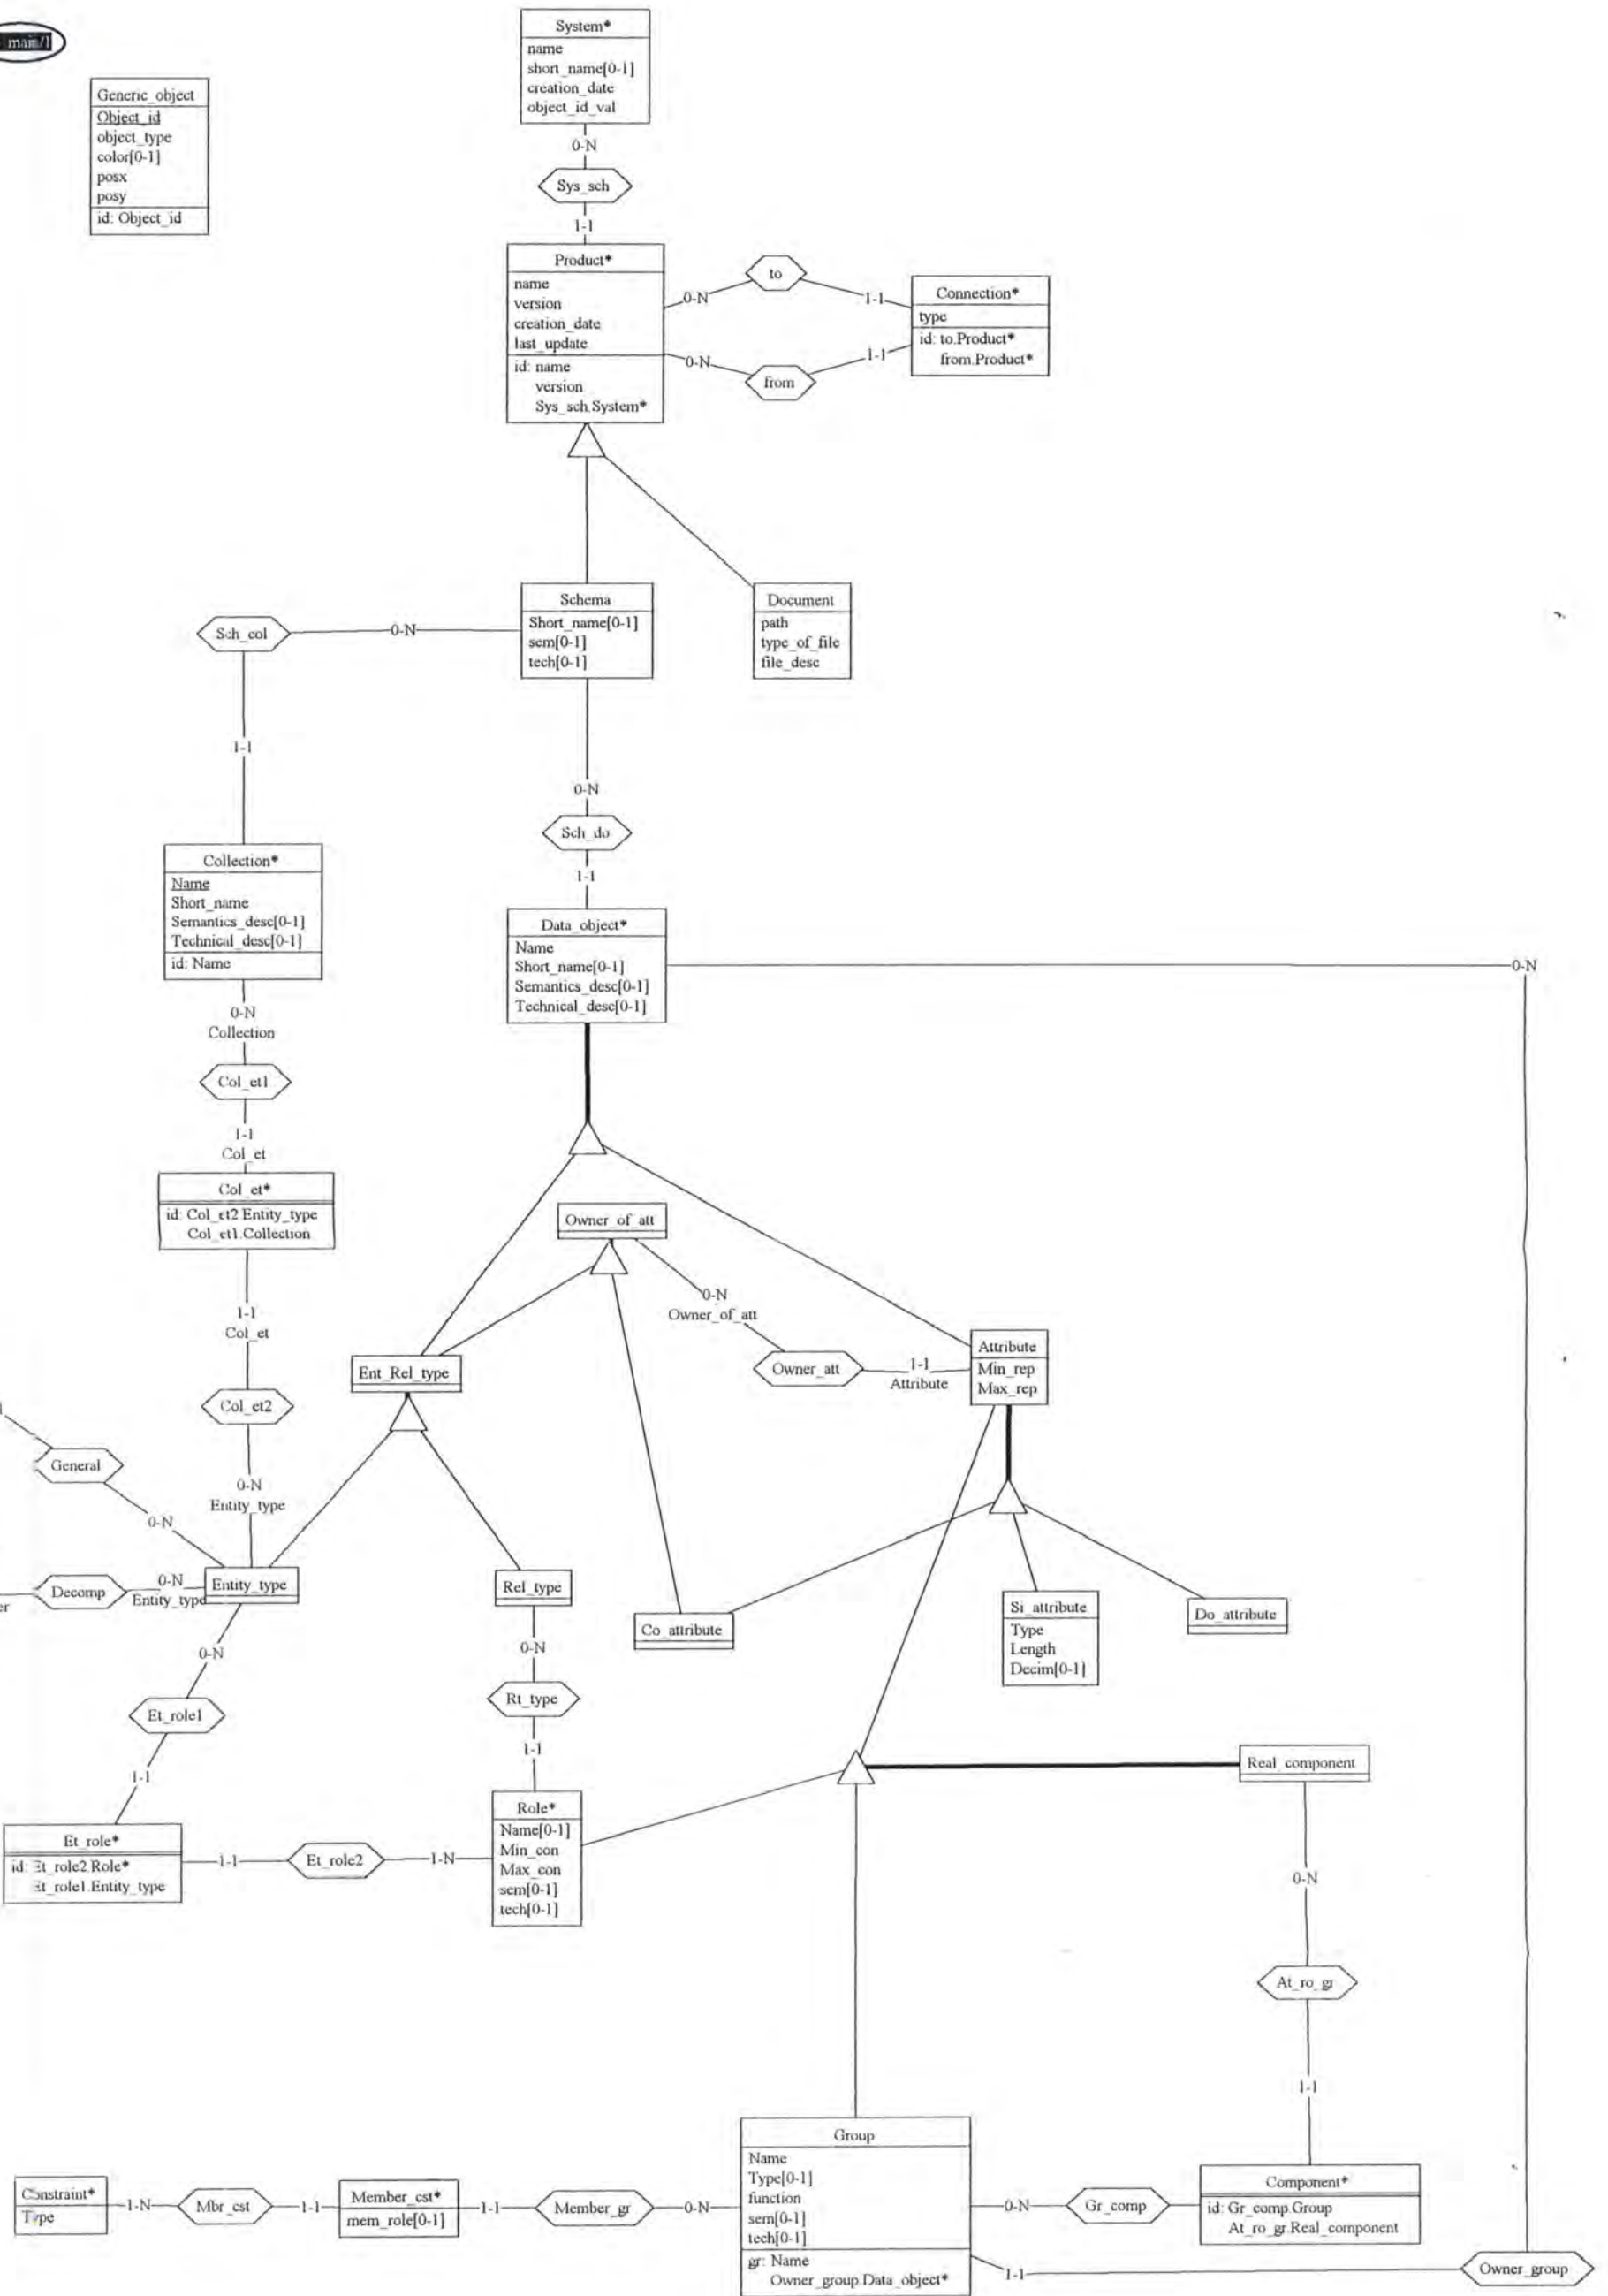 main/1
System*
name
short_name[0-1]
creation_date
object_id_val
Generic_object
Object_id
object_type
color[0-1]
posx
posy
id: Object_id
0-N
Sys_sch
1-1
Product*
name
version
creation_date
last_update
id: name
version
Sys_sch.System*
0-N
to
1-1
0-N
from
1-1
Connection*
type
id: to.Product*
from.Product*
Schema
Short_name[0-1]
sem[0-1]
tech[0-1]
Document
path
type_of_file
file_desc
Sch_col
0-N
1-1
0-N
Sch_do
1-1
Collection*
Name
Short_name
Semantics_desc[0-1]
Technical_desc[0-1]
id: Name
Data_object*
Name
Short_name[0-1]
Semantics_desc[0-1]
Technical_desc[0-1]
0-N
0-N
Collection
Col_et1
1-1
Col_et
Col_et*
id: Col_et2.Entity_type
Col_et1.Collection
1-1
Col_et
Col_et2
0-N
Entity_type
Owner_of_att
0-N
Owner_of_att
Owner_att
1-1
Attribute
Attribute
Min_rep
Max_rep
Ent_Rel_type
General
0-N
er
Decomp
0-N
Entity_type
Entity_type
Rel_type
Co_attribute
Si_attribute
Type
Length
Decim[0-1]
Do_attribute
0-N
Et_role1
1-1
0-N
Rt_type
1-1
Real_component
Et_role*
id: Et_role2.Role*
Et_role1.Entity_type
1-1
Et_role2
1-N
Role*
Name[0-1]
Min_con
Max_con
sem[0-1]
tech[0-1]
0-N
At_ro_gr
1-1
Constraint*
Type
1-N
Mbr_cst
1-1
Member_cst*
mem_role[0-1]
1-1
Member_gr
0-N
Group
Name
Type[0-1]
function
sem[0-1]
tech[0-1]
gr: Name
Owner_group.Data_object*
0-N
Gr_comp
Component*
id: Gr_comp.Group
At_ro_gr.Real_component
1-1
Owner_group